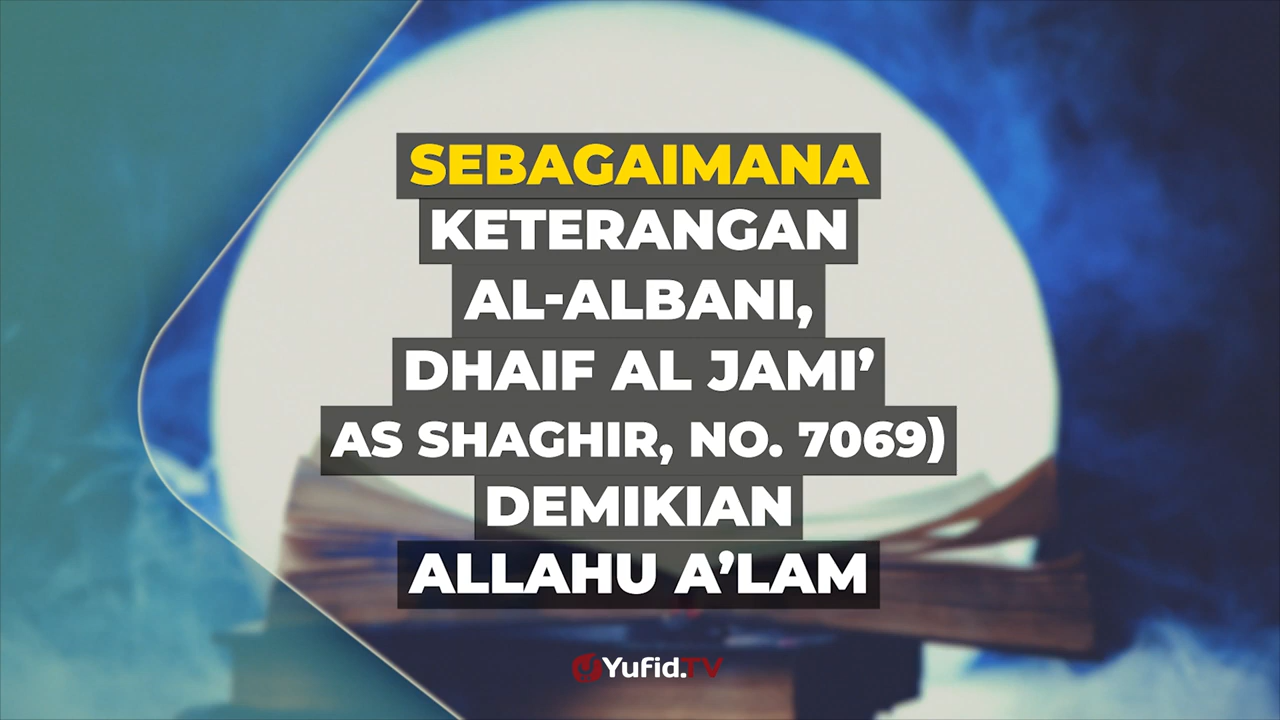 SEBAGAIMANA
KETERANGAN
AL-ALBANI,
DHAIF AL JAMI’
AS SHAGHIR, NO. 7069)
DEMIKIAN
ALLAHU A’LAM
Yufid.TV